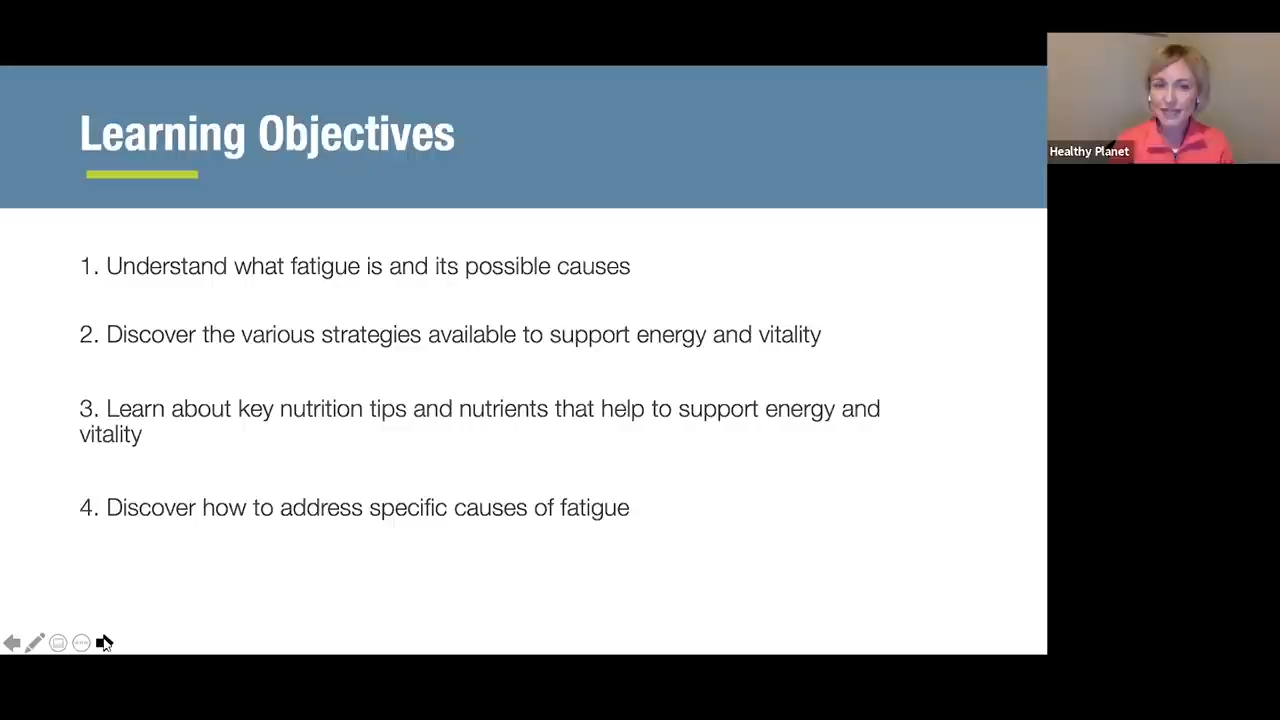 Learning Objectives
Healthy Planet
1. Understand what fatigue is and its possible causes
2. Discover the various strategies available to support energy and vitality
3. Learn about key nutrition tips and nutrients that help to support energy and
vitality
4. Discover how to address specific causes of fatigue